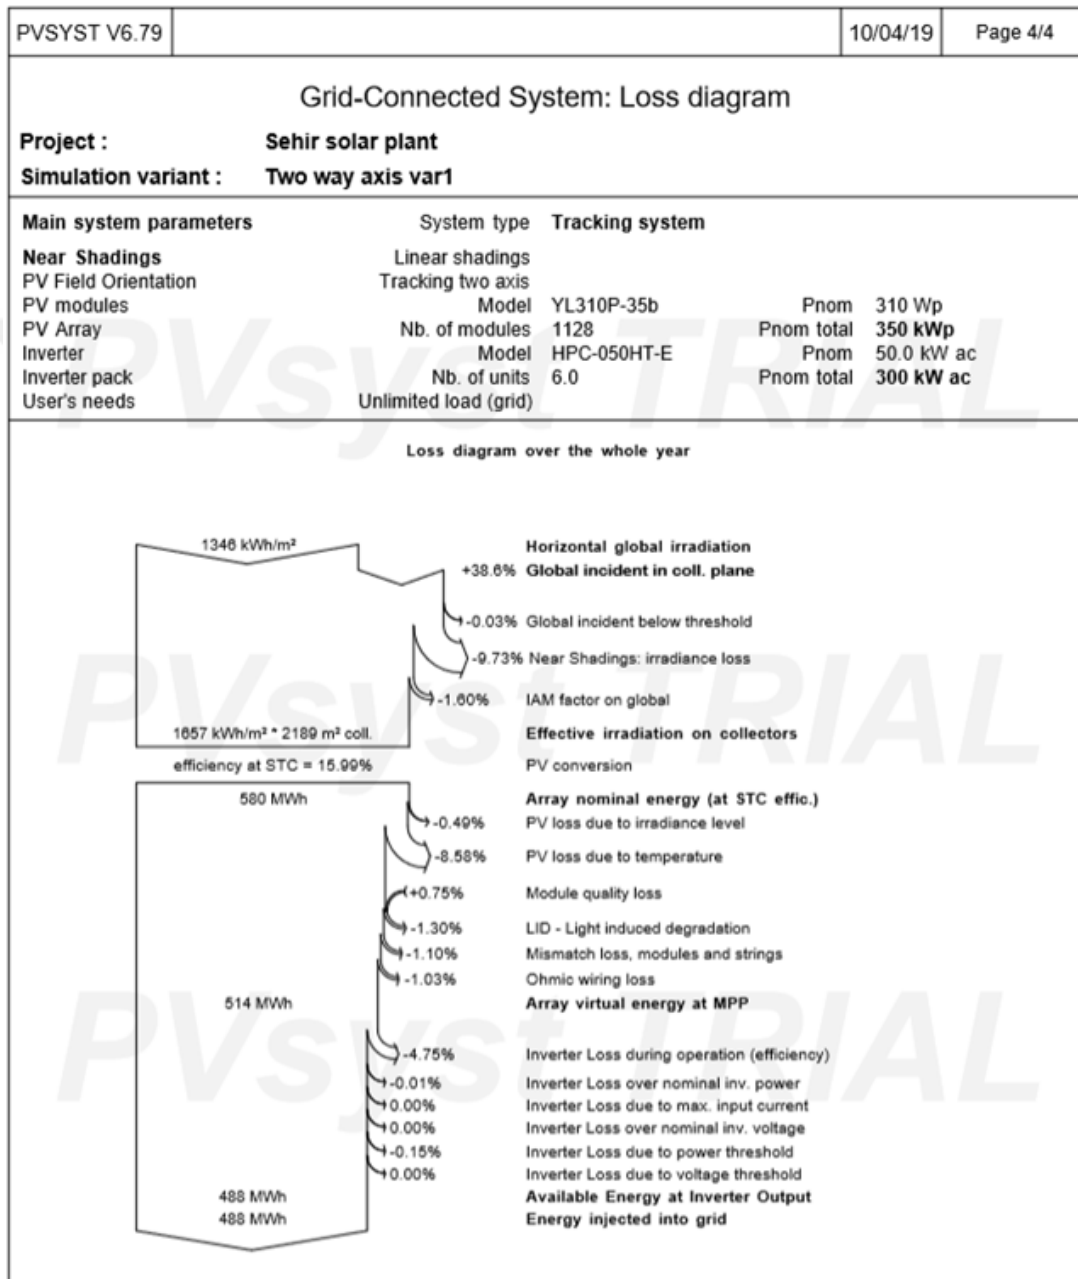 PVSYST V6.79 10/04/19 Page 4/4
Grid-Connected System: Loss diagram
Project : Sehir solar plant
Simulation variant : Two way axis var1
Main system parameters System type Tracking system
Near Shadings Linear shadings
PV Field Orientation Tracking two axis
PV modules Model YL310P-35b Pnom 310 Wp
PV Array Nb. of modules 1128 Pnom total 350 kWp
Inverter Model HPC-050HT-E Pnom 50.0 kW ac
Inverter pack Nb. of units 6.0 Pnom total 300 kW ac
User's needs Unlimited load (grid)
PVsyst TRIAL
Loss diagram over the whole year
1346 kWh/m² Horizontal global irradiation
+38.6% Global incident in coll. plane
-0.03% Global incident below threshold
-9.73% Near Shadings: irradiance loss
-1.60% IAM factor on global
PVsyst TRIAL
1657 kWh/m² * 2189 m² coll. Effective irradiation on collectors
efficiency at STC = 15.99% PV conversion
580 MWh Array nominal energy (at STC effic.)
-0.49% PV loss due to irradiance level
-8.58% PV loss due to temperature
+0.75% Module quality loss
-1.30% LID - Light induced degradation
-1.10% Mismatch loss, modules and strings
-1.03% Ohmic wiring loss
514 MWh Array virtual energy at MPP
PVsyst TRIAL
-4.75% Inverter Loss during operation (efficiency)
-0.01% Inverter Loss over nominal inv. power
0.00% Inverter Loss due to max. input current
0.00% Inverter Loss over nominal inv. voltage
-0.15% Inverter Loss due to power threshold
0.00% Inverter Loss due to voltage threshold
488 MWh Available Energy at Inverter Output
488 MWh Energy injected into grid